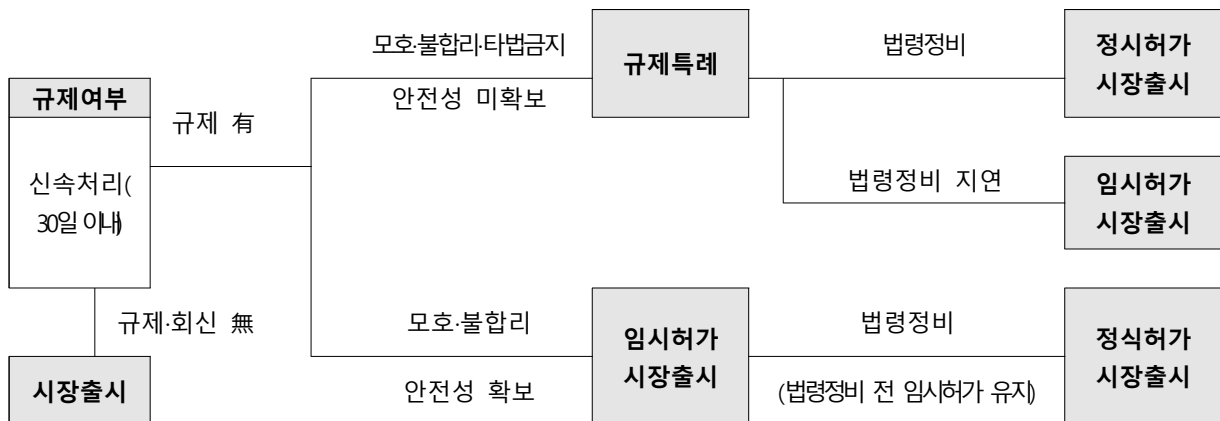 규제여부
신속처리(
30일 이내)
규제 有
규제·회신 無
시장출시
모호·불합리·타법금지
안전성 미확보
규제특례
법령정비
정시허가
시장출시
법령정비 지연
임시허가
시장출시
모호·불합리
안전성 확보
임시허가
시장출시
법령정비
(법령정비 전 임시허가 유지)
정식허가
시장출시